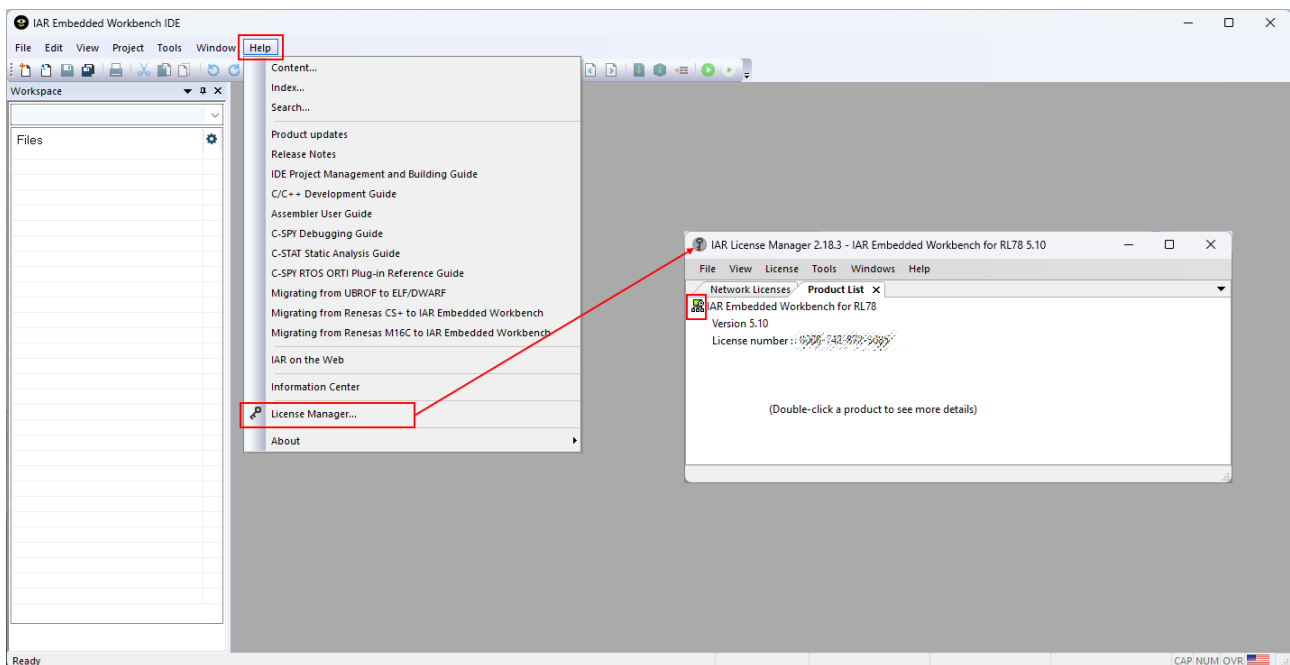 IAR Embedded Workbench IDE
File Edit View Project Tools Window Help
Workspace
Files
Content...
Index...
Search...
Product updates
Release Notes
IDE Project Management and Building Guide
C/C++ Development Guide
Assembler User Guide
C-SPY Debugging Guide
C-STAT Static Analysis Guide
C-SPY RTOS ORTI Plug-in Reference Guide
Migrating from UBROF to ELF/DWARF
Migrating from Renesas CS+ to IAR Embedded Workbench
Migrating from Renesas M16C to IAR Embedded Workbench
IAR on the Web
Information Center
License Manager...
About
IAR License Manager 2.18.3 - IAR Embedded Workbench for RL78 5.10
File View License Tools Windows Help
Network Licenses Product List
IAR Embedded Workbench for RL78
Version 5.10
License number :
(Double-click a product to see more details)
Ready
CAP NUM OVR